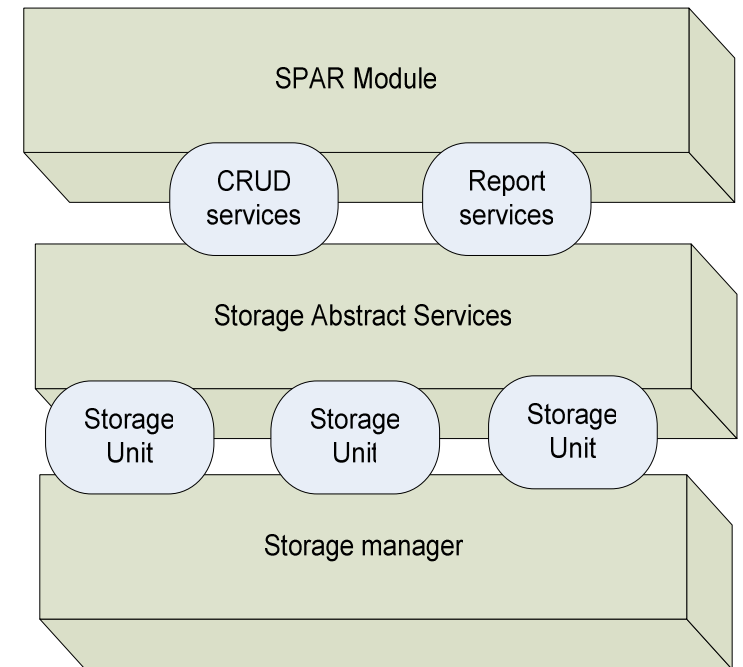 SPAR Module
CRUD
services
Report
services
Storage Abstract Services
Storage
Unit
Storage
Unit
Storage
Unit
Storage manager